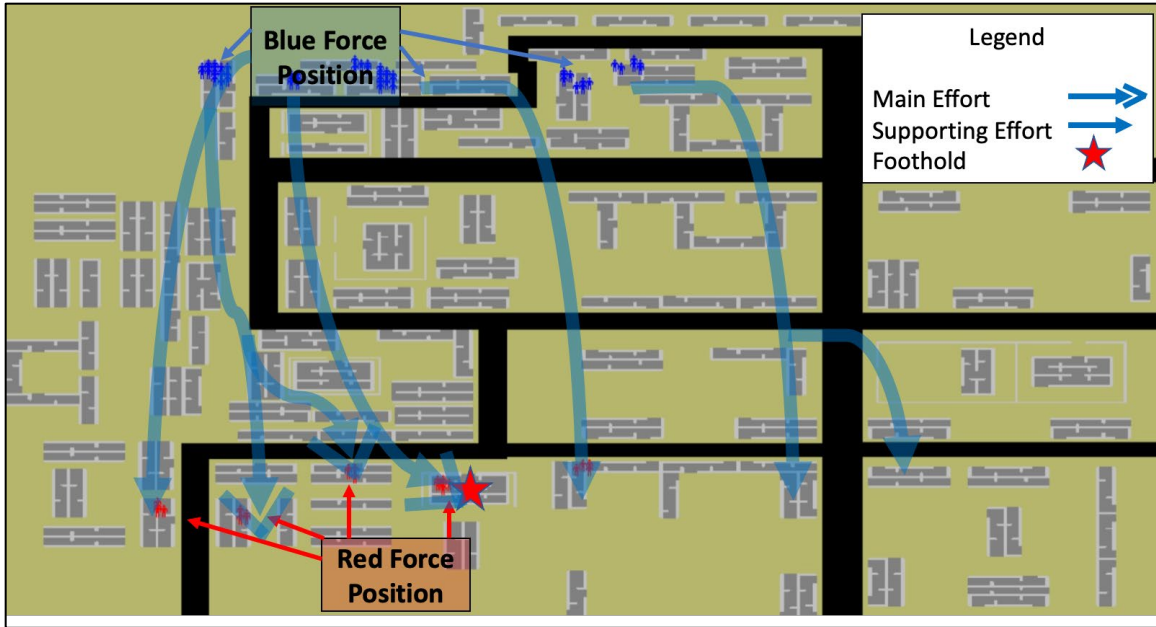 Blue Force
Position
Legend
Main Effort
Supporting Effort
Foothold
Red Force
Position